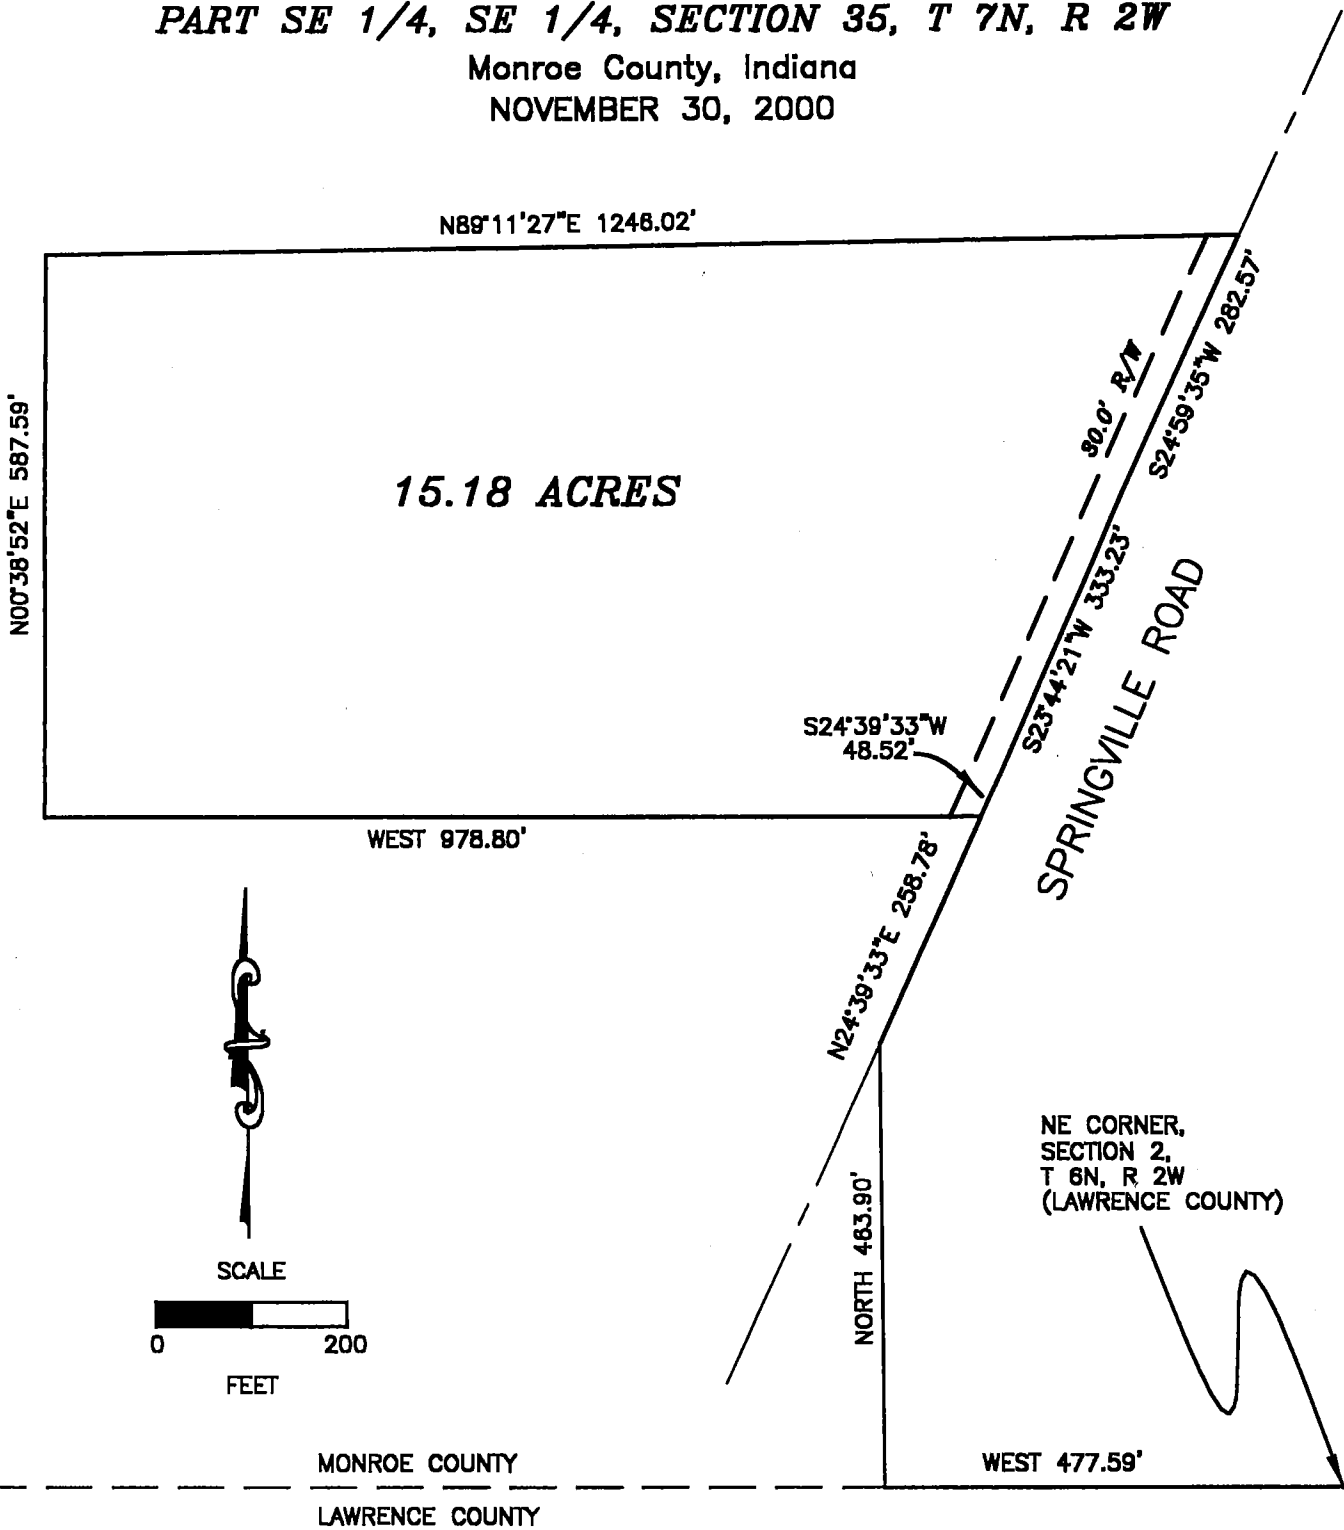 PART SE 1/4, SE 1/4, SECTION 35, T 7N, R 2W
Monroe County, Indiana
NOVEMBER 30, 2000
N89°11'27"E 1246.02'
N00°38'52"E 587.59'
15.18 ACRES
30.0' R/W
S24°59'35"W 282.57'
S23°44'21"W 333.23'
SPRINGVILLE ROAD
S24°39'33"W
48.52'
WEST 978.80'
N24°39'33"E 258.78'
NE CORNER,
SECTION 2,
T 6N, R 2W
(LAWRENCE COUNTY)
NORTH 463.90'
SCALE
0 200
FEET
WEST 477.59'
MONROE COUNTY
LAWRENCE COUNTY